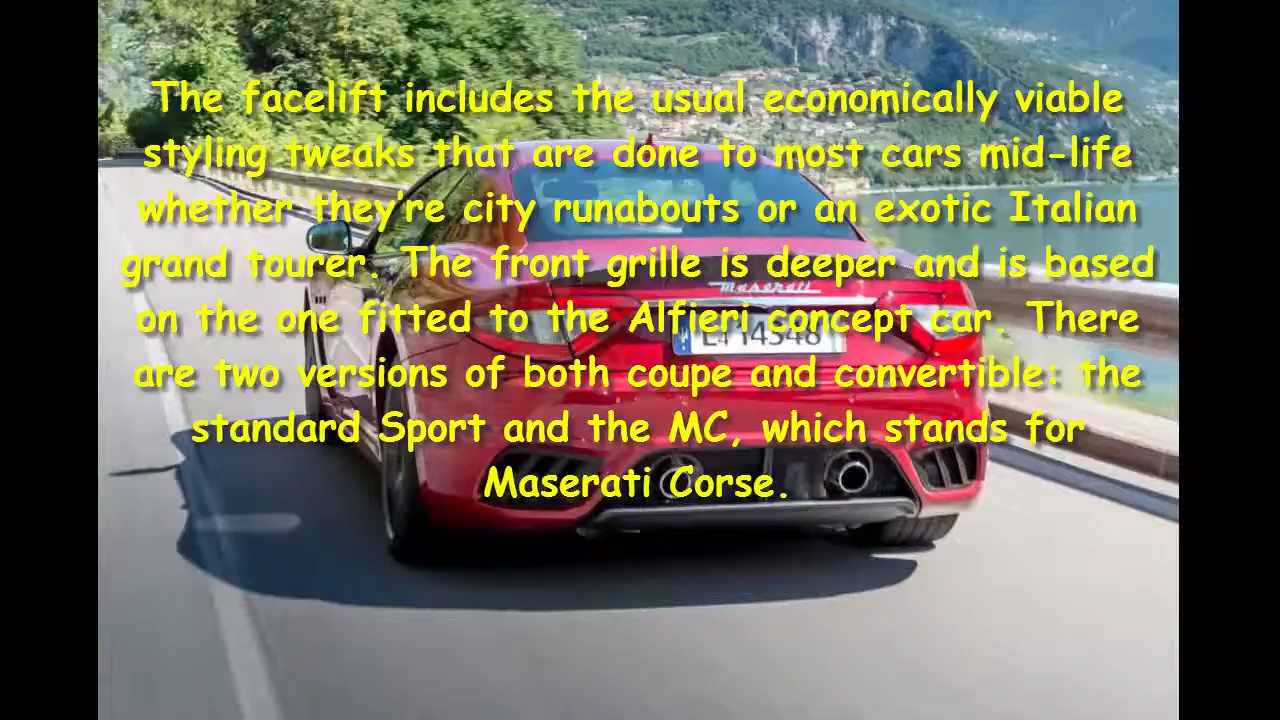 The facelift includes the usual economically viable
styling tweaks that are done to most cars mid-life
whether they're city runabouts or an exotic Italian
grand tourer. The front grille is deeper and is based
maserati
on the one fitted to the Alfieri concept car. There
are two versions of both coupe and convertible: the
standard Sport and the MC, which stands for
Maserati Corse.